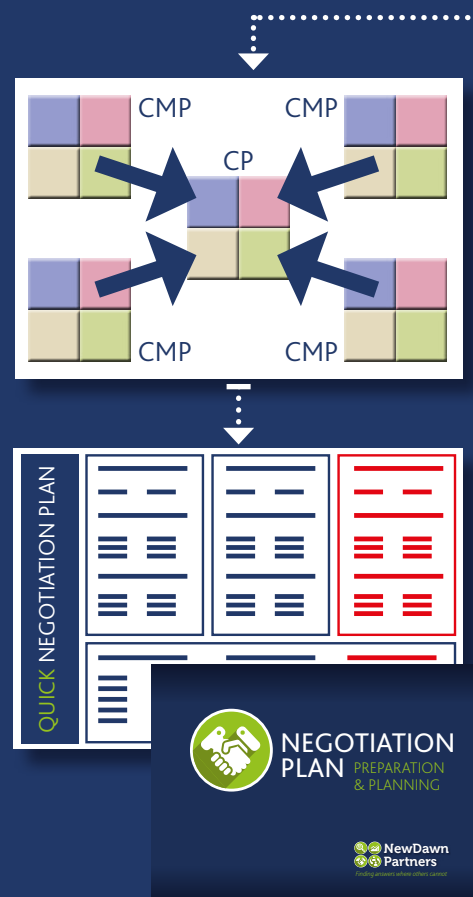 CMP
CMP
CP
CMP
CMP
QUICK NEGOTIATION PLAN
NEGOTIATION
PLAN PREPARATION
& PLANNING
NewDawn
Partners
Finding answers where others cannot